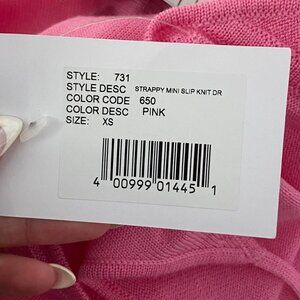 STYLE: 731
STYLE DESC STRAPPY MINI SLIP KNIT DR
COLOR CODE 650
COLOR DESC PINK
SIZE: XS
4 00999 01445 1